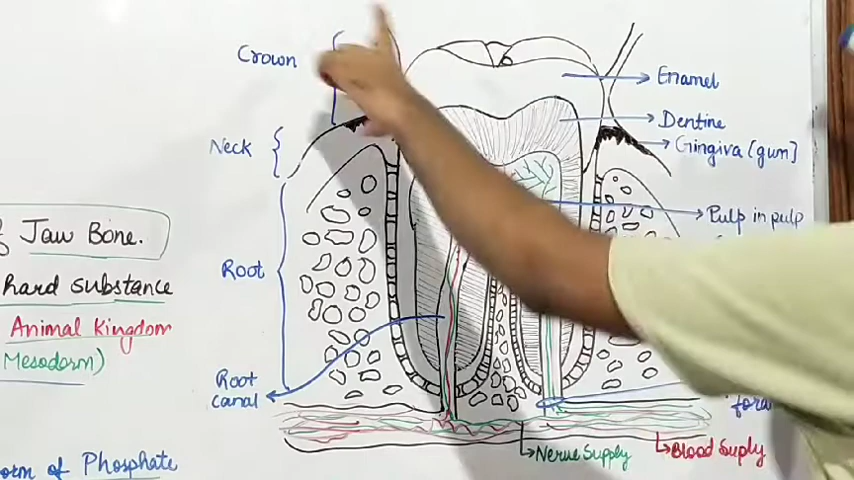 Crown
Neck
Root
Root
canal
Enamel
Dentine
Gingiva [gum]
Pulp in pulp
Nerve Supply
Blood Suply
Jaw Bone.
hard substance
Animal kingdom
Mesoderm)
of Phosphate